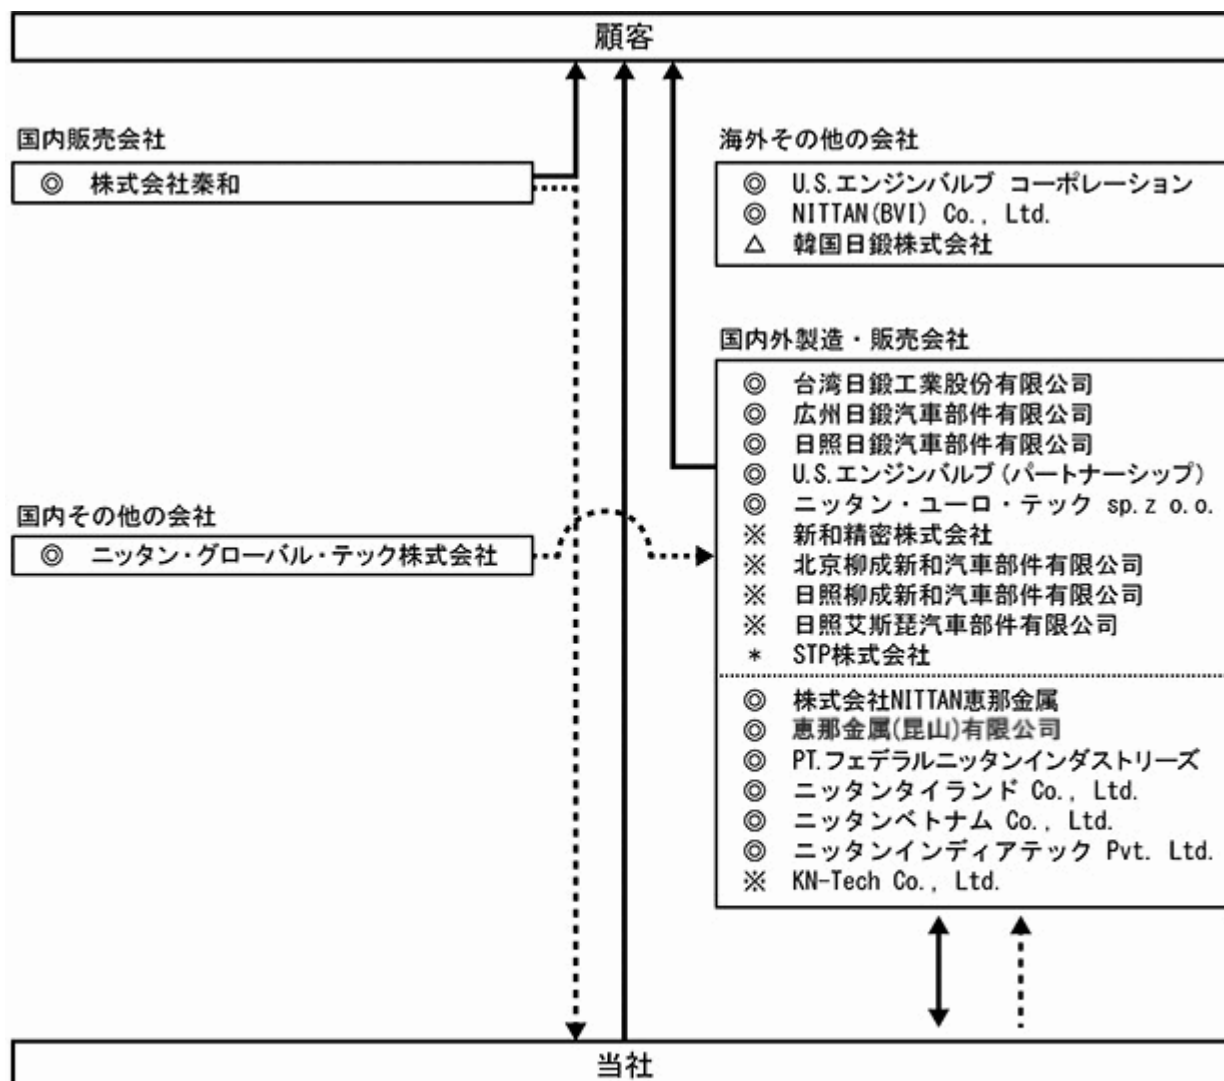 顧客
国内販売会社
◎ 株式会社秦和
海外その他の会社
◎ U.S.エンジンバルブ コーポレーション
◎ NITTAN(BVI) Co., Ltd.
△ 韓国日鍛株式会社
国内外製造・販売会社
◎ 台湾日鍛工業股份有限公司
◎ 広州日鍛汽車部件有限公司
◎ 日照日鍛汽車部件有限公司
◎ U.S.エンジンバルブ(パートナーシップ)
◎ ニッタン・ユーロ・テック sp.z o.o.
※ 新和精密株式会社
※ 北京柳成新和汽車部件有限公司
※ 日照柳成新和汽車部件有限公司
※ 日照艾斯琵汽車部件有限公司
* STP株式会社
◎ 株式会社NITTAN恵那金属
◎ 恵那金属(昆山)有限公司
◎ PT.フェデラルニッタンインダストリーズ
◎ ニッタンタイランド Co., Ltd.
◎ ニッタンベトナム Co., Ltd.
◎ ニッタンインディアテック Pvt. Ltd.
※ KN-Tech Co., Ltd.
国内その他の会社
◎ ニッタン・グローバル・テック株式会社
当社